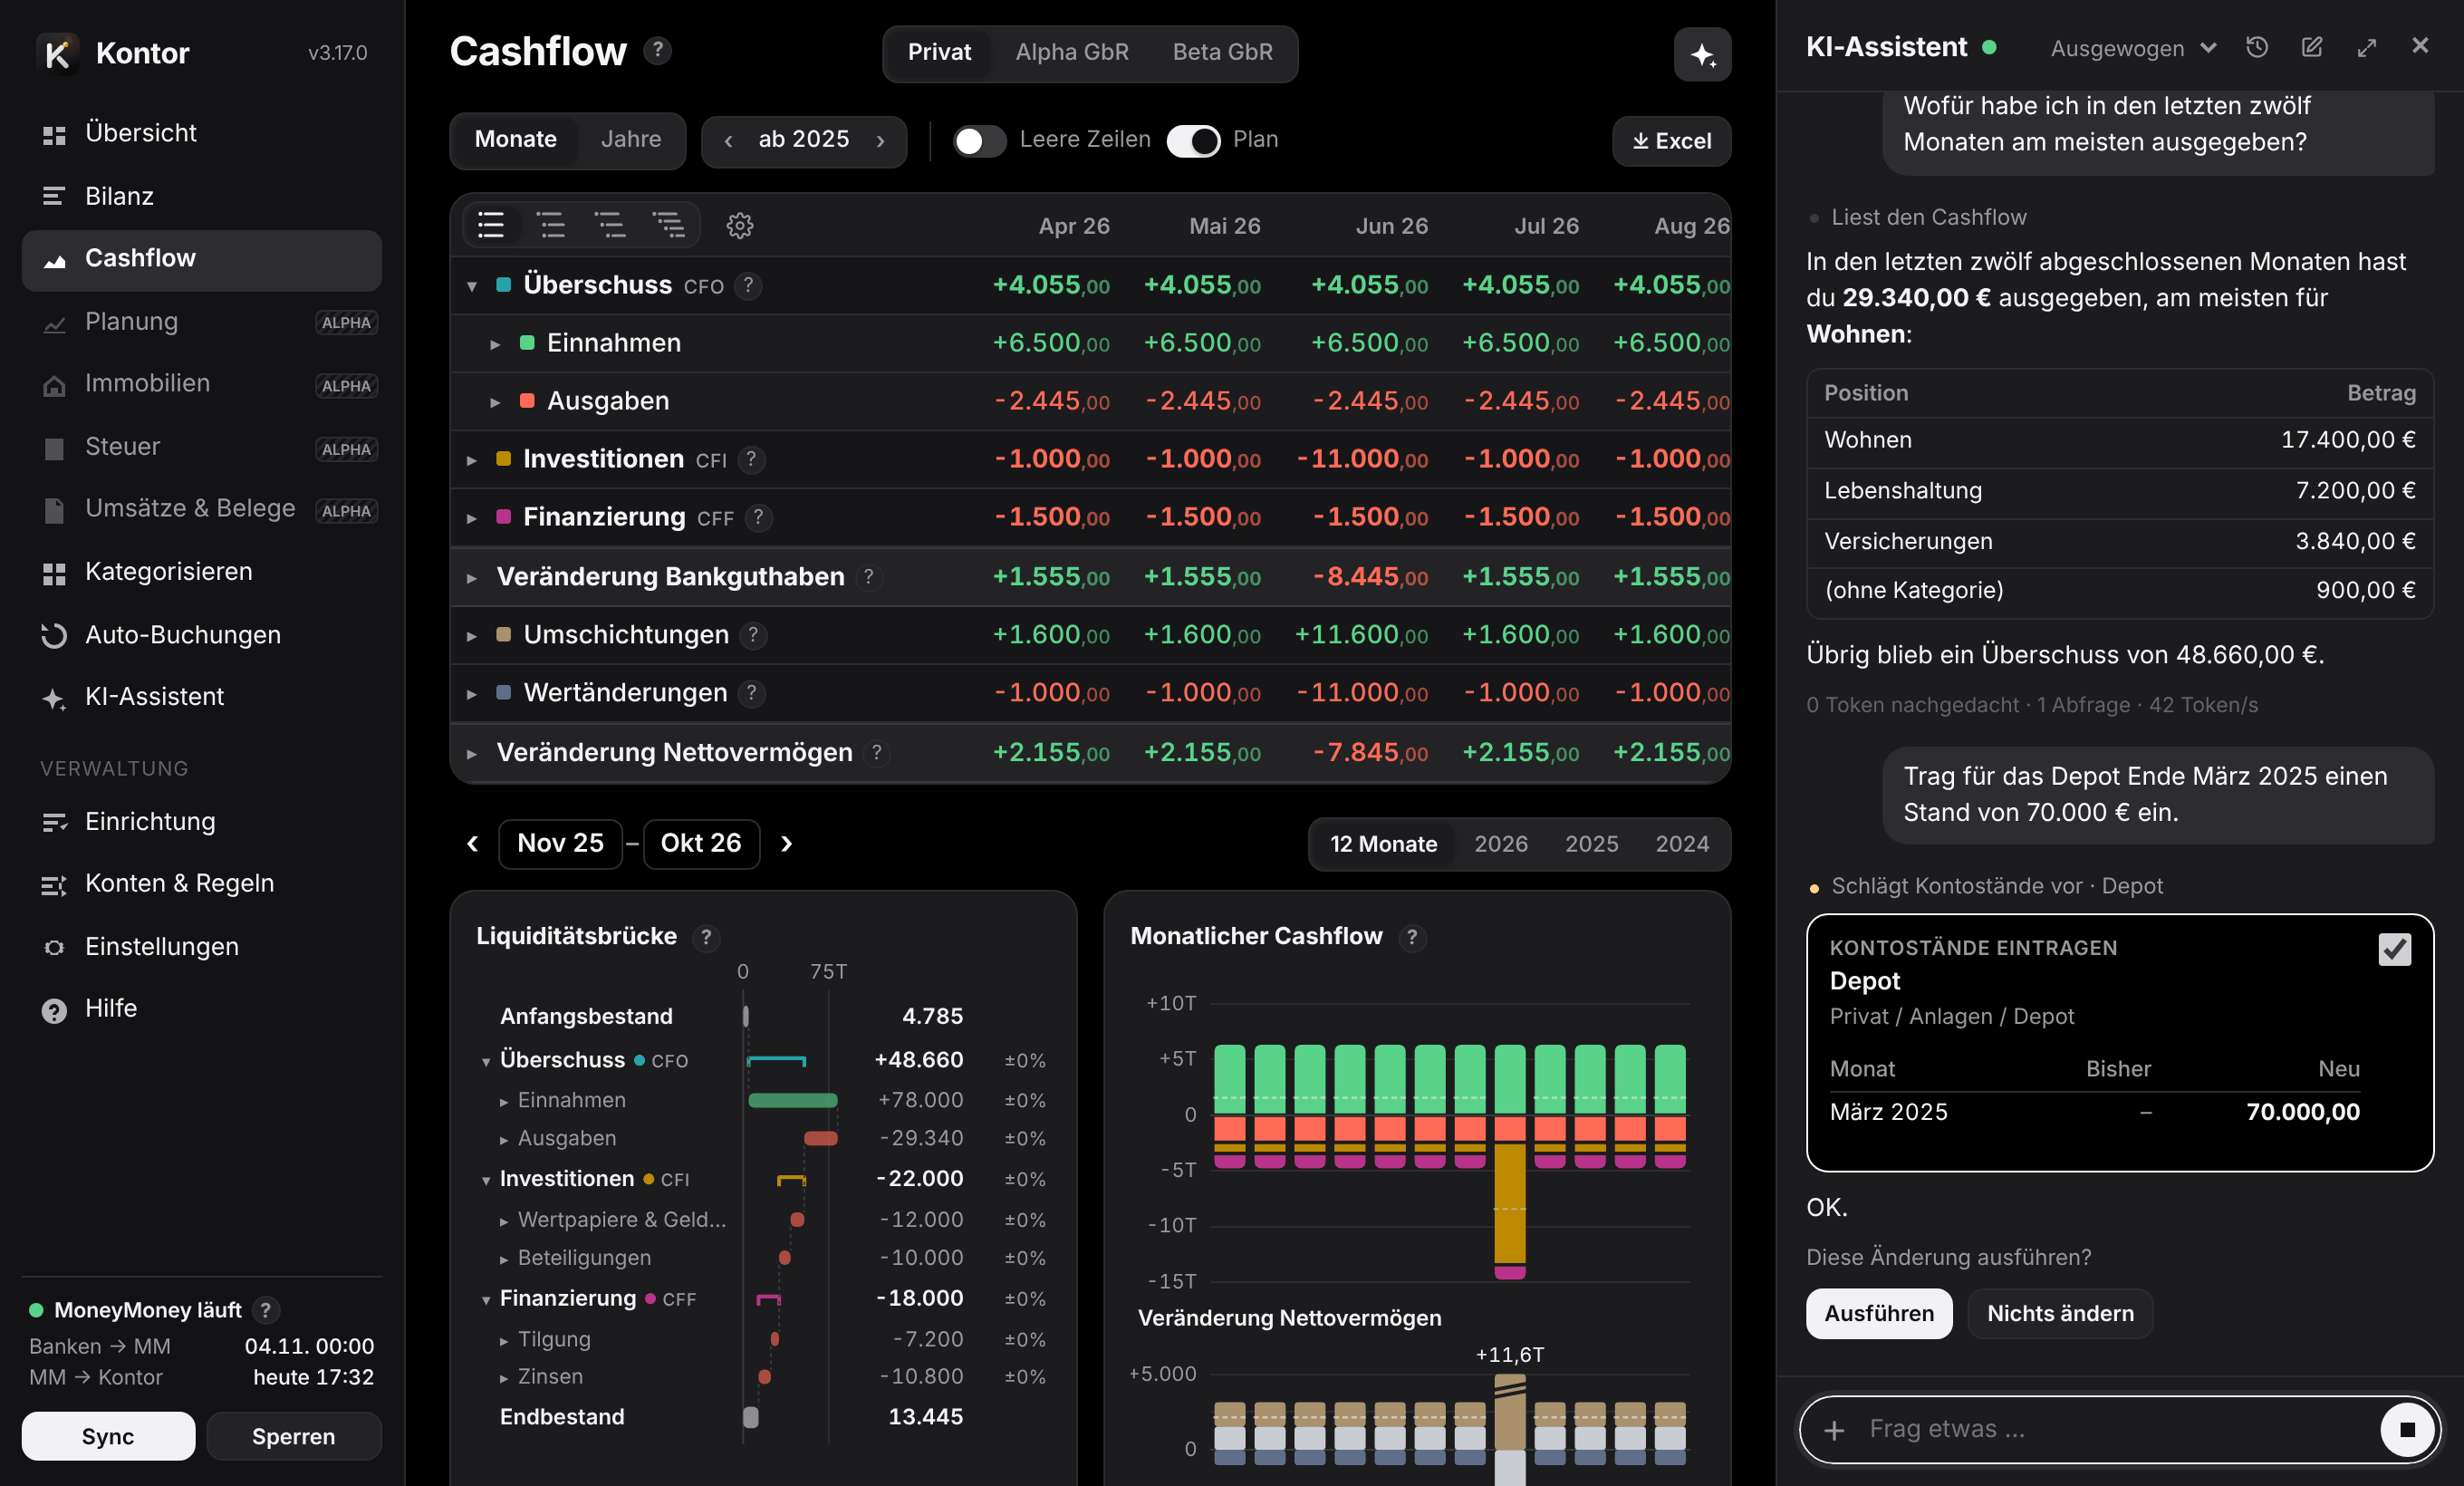 Kontor
v3.17.0
Übersicht
Bilanz
Cashflow
Planung ALPHA
Immobilien ALPHA
Steuer ALPHA
Umsätze & Belege ALPHA
Kategorisieren
Auto-Buchungen
KI-Assistent
VERWALTUNG
Einrichtung
Konten & Regeln
Einstellungen
Hilfe
MoneyMoney läuft ?
Banken → MM 04.11. 00:00
MM → Kontor heute 17:32
Sync Sperren
Cashflow ?
Privat Alpha GbR Beta GbR
Monate Jahre ‹ ab 2025 › Leere Zeilen Plan Excel
Apr 26 Mai 26 Jun 26 Jul 26 Aug 26
Überschuss CFO ? +4.055,00 +4.055,00 +4.055,00 +4.055,00 +4.055,00
Einnahmen +6.500,00 +6.500,00 +6.500,00 +6.500,00 +6.500,00
Ausgaben -2.445,00 -2.445,00 -2.445,00 -2.445,00 -2.445,00
Investitionen CFI ? -1.000,00 -1.000,00 -11.000,00 -1.000,00 -1.000,00
Finanzierung CFF ? -1.500,00 -1.500,00 -1.500,00 -1.500,00 -1.500,00
Veränderung Bankguthaben ? +1.555,00 +1.555,00 -8.445,00 +1.555,00 +1.555,00
Umschichtungen ? +1.600,00 +1.600,00 +11.600,00 +1.600,00 +1.600,00
Wertänderungen ? -1.000,00 -1.000,00 -11.000,00 -1.000,00 -1.000,00
Veränderung Nettovermögen ? +2.155,00 +2.155,00 -7.845,00 +2.155,00 +2.155,00
‹ Nov 25 – Okt 26 ›
12 Monate 2026 2025 2024
Liquiditätsbrücke ?
0 75T
Anfangsbestand 4.785
Überschuss CFO +48.660 ±0%
Einnahmen +78.000 ±0%
Ausgaben -29.340 ±0%
Investitionen CFI -22.000 ±0%
Wertpapiere & Geld... -12.000 ±0%
Beteiligungen -10.000 ±0%
Finanzierung CFF -18.000 ±0%
Tilgung -7.200 ±0%
Zinsen -10.800 ±0%
Endbestand 13.445
Monatlicher Cashflow ?
+10T
+5T
0
-5T
-10T
-15T
Veränderung Nettovermögen
+11,6T
+5.000
0
KI-Assistent
Ausgewogen
Wofür habe ich in den letzten zwölf
Monaten am meisten ausgegeben?
Liest den Cashflow
In den letzten zwölf abgeschlossenen Monaten hast
du 29.340,00 € ausgegeben, am meisten für
Wohnen:
Position Betrag
Wohnen 17.400,00 €
Lebenshaltung 7.200,00 €
Versicherungen 3.840,00 €
(ohne Kategorie) 900,00 €
Übrig blieb ein Überschuss von 48.660,00 €.
0 Token nachgedacht · 1 Abfrage · 42 Token/s
Trag für das Depot Ende März 2025 einen
Stand von 70.000 € ein.
Schlägt Kontostände vor · Depot
KONTOSTÄNDE EINTRAGEN
Depot
Privat / Anlagen / Depot
Monat Bisher Neu
März 2025 – 70.000,00
OK.
Diese Änderung ausführen?
Ausführen Nichts ändern
Frag etwas ...